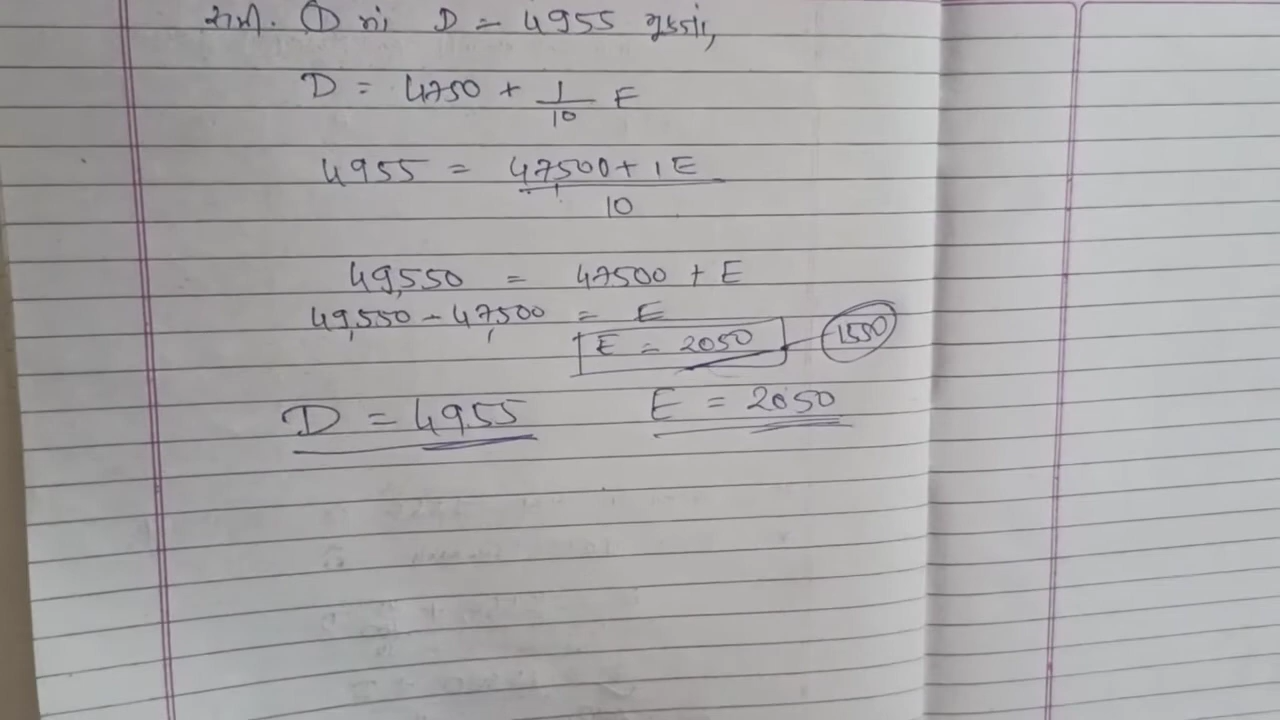 સમી. ① માં D = 4955 મુકતાં,
D = 4750 + 1/10 E
4955 = 47500 + 1E / 10
49,550 = 47500 + E
49,550 - 47,500 = E
E = 2050 - 1550
D = 4955 E = 2050